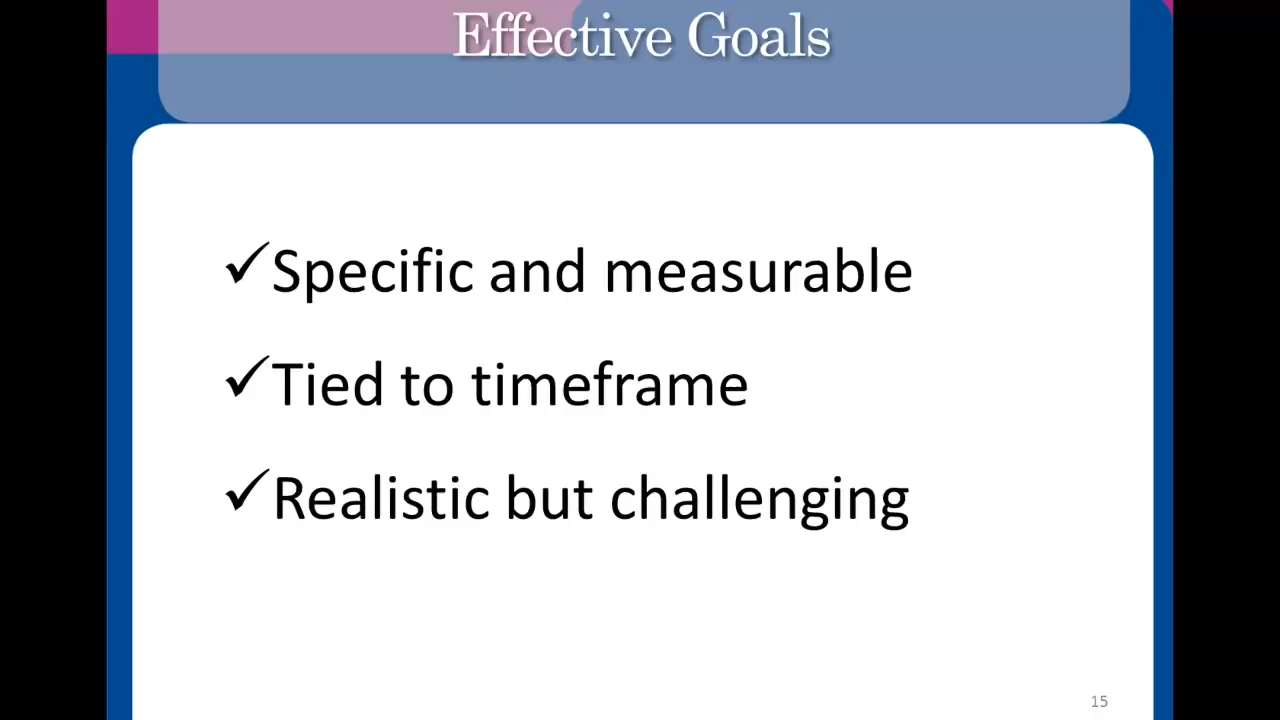 Effective Goals
✓Specific and measurable
✓Tied to timeframe
✓Realistic but challenging
15